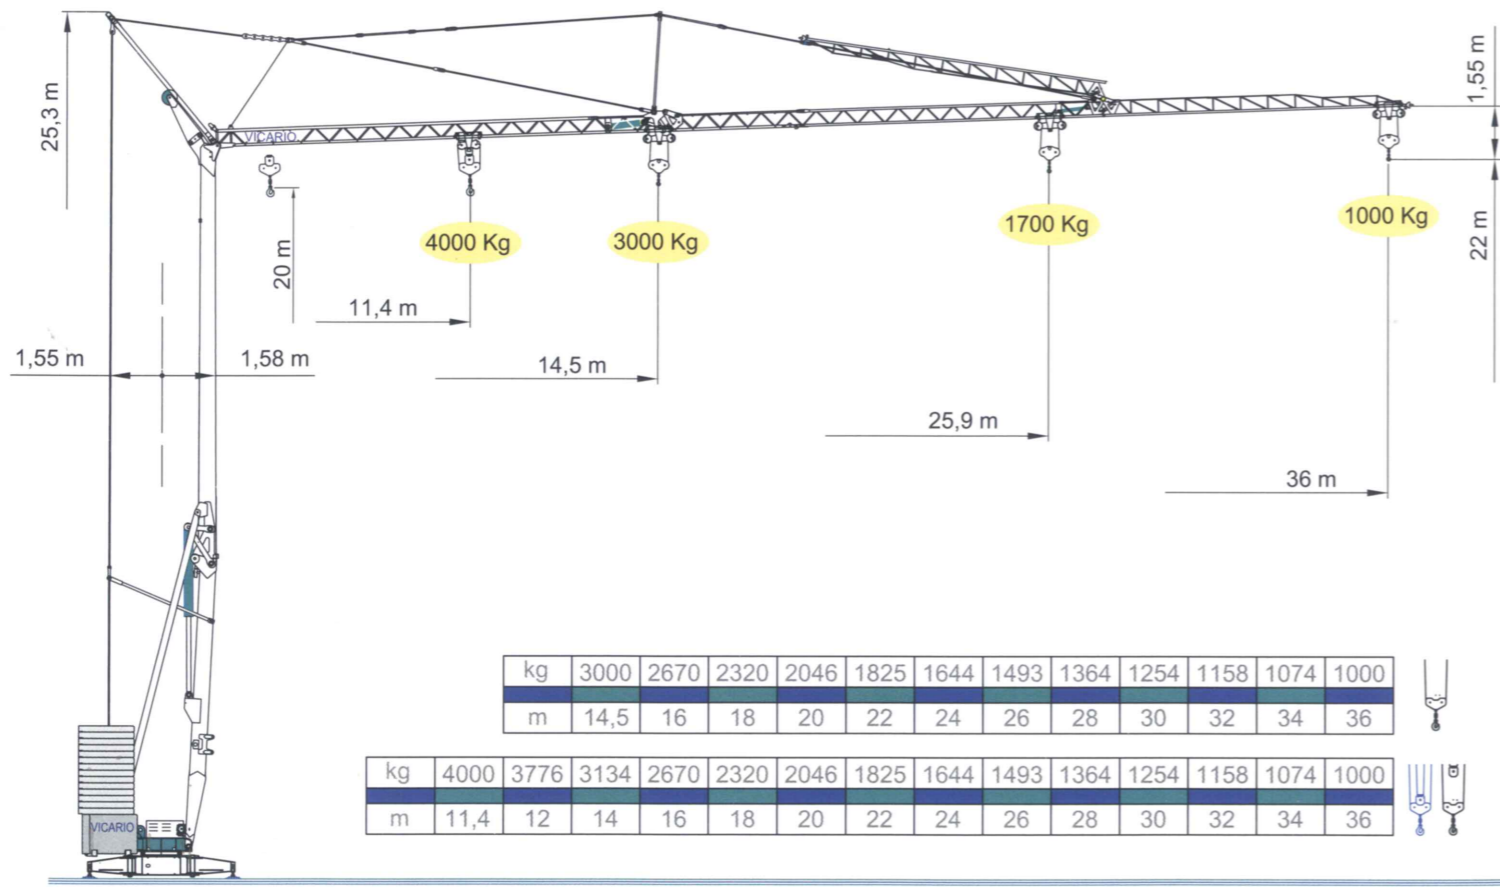 25,3 m
1,55 m
VICARIO
4000 Kg
3000 Kg
1700 Kg
1000 Kg
20 m
22 m
11,4 m
1,55 m
1,58 m
14,5 m
25,9 m
36 m
kg 3000 2670 2320 2046 1825 1644 1493 1364 1254 1158 1074 1000
m 14,5 16 18 20 22 24 26 28 30 32 34 36
kg 4000 3776 3134 2670 2320 2046 1825 1644 1493 1364 1254 1158 1074 1000
m 11,4 12 14 16 18 20 22 24 26 28 30 32 34 36
VICARIO